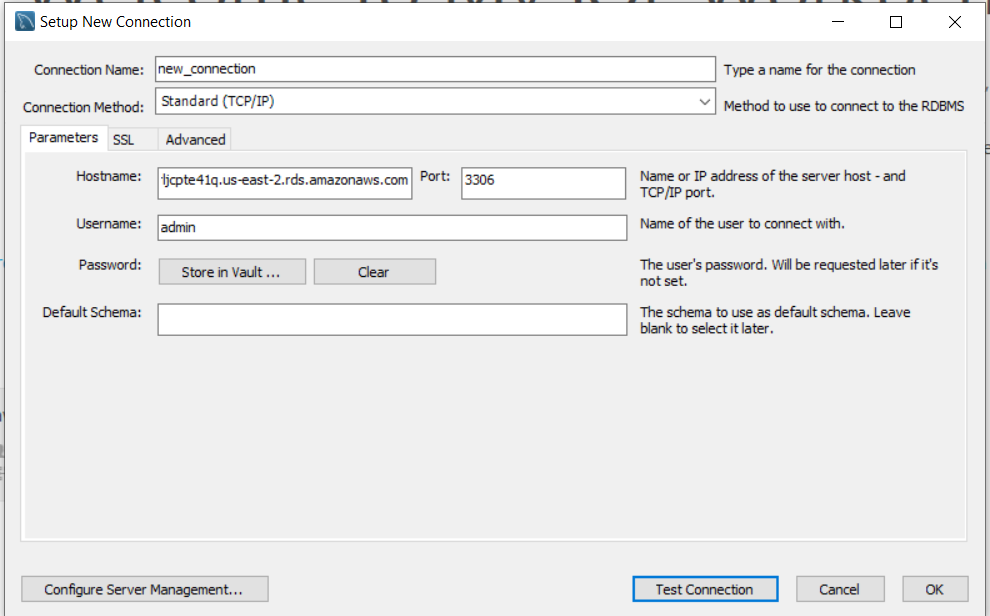 Setup New Connection
Connection Name: new_connection Type a name for the connection
Connection Method: Standard (TCP/IP) Method to use to connect to the RDBMS
Parameters SSL Advanced
Hostname: ljcpte41q.us-east-2.rds.amazonaws.com Port: 3306 Name or IP address of the server host - and
TCP/IP port.
Username: admin Name of the user to connect with.
Password: Store in Vault ... Clear The user's password. Will be requested later if it's
not set.
Default Schema: The schema to use as default schema. Leave
blank to select it later.
Configure Server Management... Test Connection Cancel OK